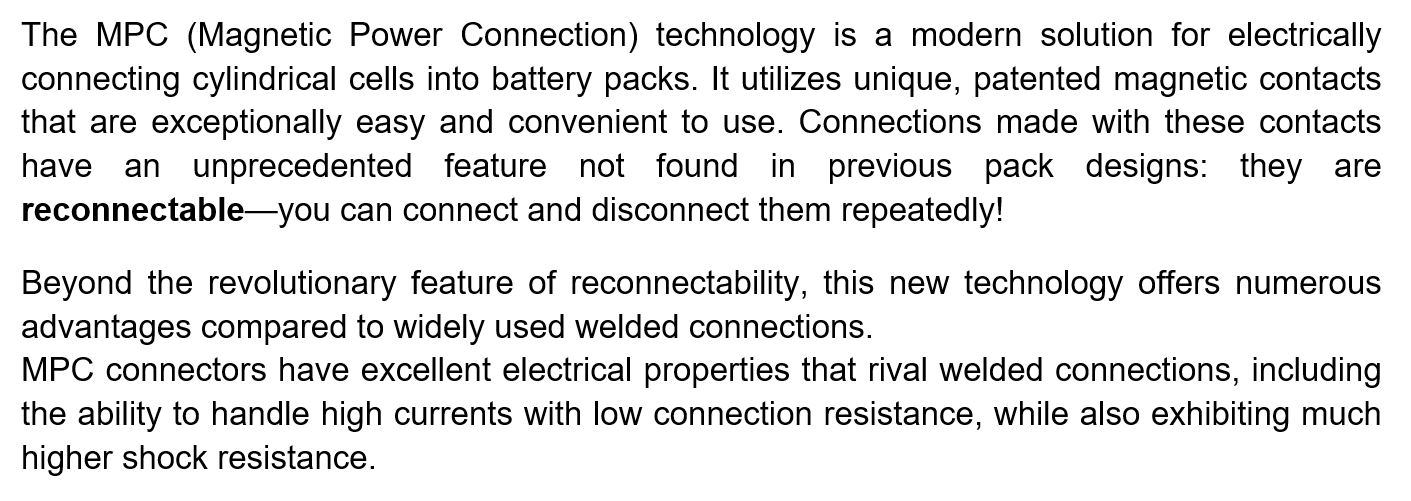 The MPC (Magnetic Power Connection) technology is a modern solution for electrically
connecting cylindrical cells into battery packs. It utilizes unique, patented magnetic contacts
that are exceptionally easy and convenient to use. Connections made with these contacts
have an unprecedented feature not found in previous pack designs: they are
reconnectable—you can connect and disconnect them repeatedly!
Beyond the revolutionary feature of reconnectability, this new technology offers numerous
advantages compared to widely used welded connections.
MPC connectors have excellent electrical properties that rival welded connections, including
the ability to handle high currents with low connection resistance, while also exhibiting much
higher shock resistance.